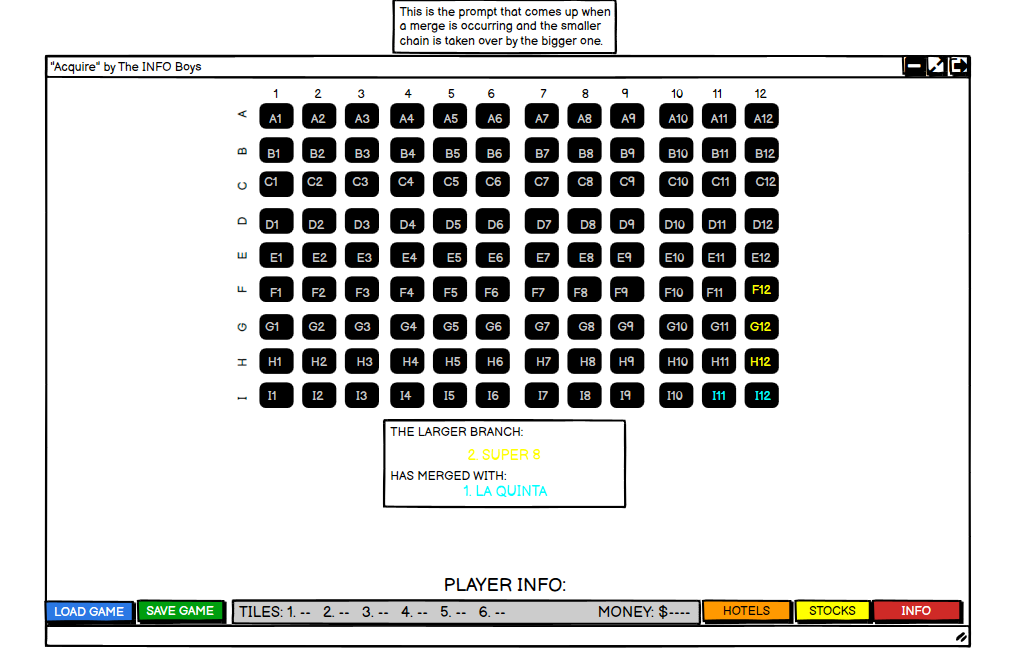 This is the prompt that comes up when
a merge is occurring and the smaller
chain is taken over by the bigger one.
"Acquire" by The INFO Boys
1 2 3 4 5 6 7 8 9 10 11 12
A A1 A2 A3 A4 A5 A6 A7 A8 A9 A10 A11 A12
B B1 B2 B3 B4 B5 B6 B7 B8 B9 B10 B11 B12
C C1 C2 C3 C4 C5 C6 C7 C8 C9 C10 C11 C12
D D1 D2 D3 D4 D5 D6 D7 D8 D9 D10 D11 D12
E E1 E2 E3 E4 E5 E6 E7 E8 E9 E10 E11 E12
F F1 F2 F3 F4 F5 F6 F7 F8 F9 F10 F11 F12
G G1 G2 G3 G4 G5 G6 G7 G8 G9 G10 G11 G12
H H1 H2 H3 H4 H5 H6 H7 H8 H9 H10 H11 H12
I I1 I2 I3 I4 I5 I6 I7 I8 I9 I10 I11 I12
THE LARGER BRANCH:
2. SUPER 8
HAS MERGED WITH:
1. LA QUINTA
PLAYER INFO:
LOAD GAME SAVE GAME TILES: 1. -- 2. -- 3. -- 4. -- 5. -- 6. -- MONEY: $---- HOTELS STOCKS INFO